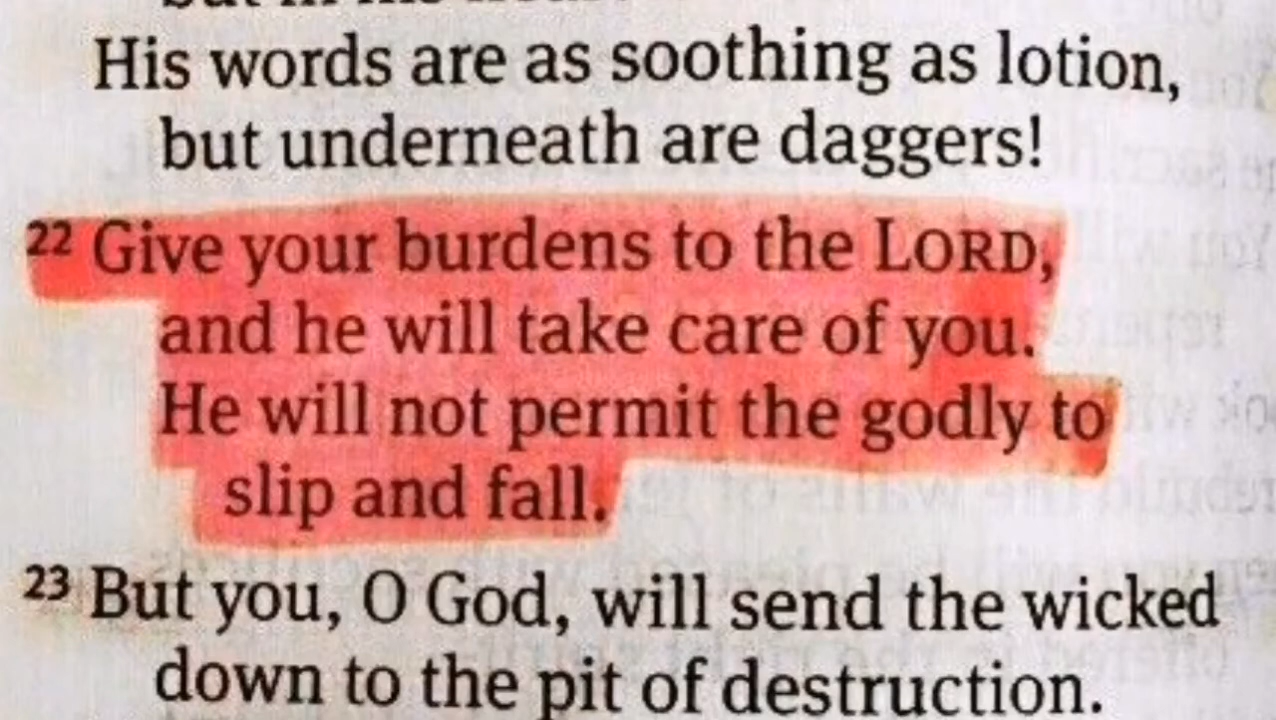 His words are as soothing as lotion,
but underneath are daggers!
22 Give your burdens to the LORD,
and he will take care of you.
He will not permit the godly to
slip and fall.
23 But you, O God, will send the wicked
down to the pit of destruction.